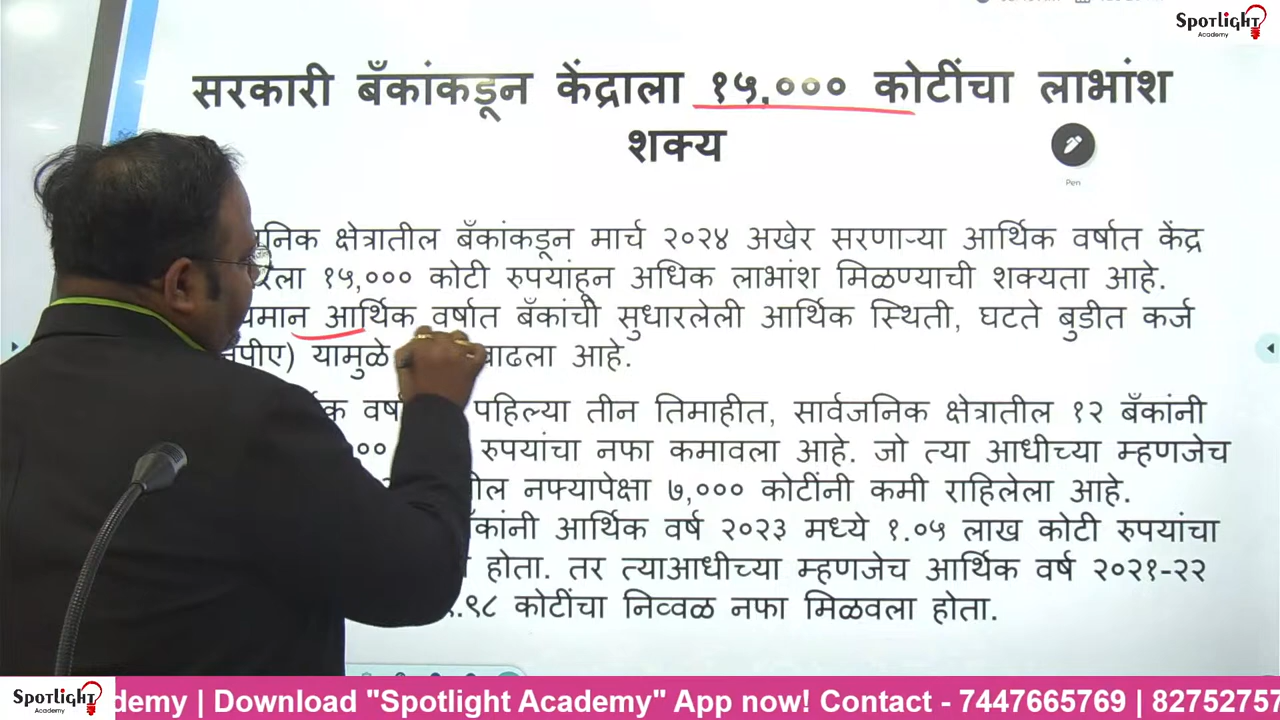 Spotlight
Academy
सरकारी बँकांकडून केंद्राला १५,००० कोटींचा लाभांश
शक्य
Pen
क्षेत्रातील बँकांकडून मार्च २०२४ अखेर सरणाऱ्या आर्थिक वर्षात केंद्र
१५,००० कोटी रुपयांहून अधिक लाभांश मिळण्याची शक्यता आहे.
आर्थिक वर्षात बँकांची सुधारलेली आर्थिक स्थिती, घटते बुडीत कर्ज
यामुळे वाढला आहे.
पहिल्या तीन तिमाहीत, सार्वजनिक क्षेत्रातील १२ बँकांनी
रुपयांचा नफा कमावला आहे. जो त्या आधीच्या म्हणजेच
नफ्यापेक्षा ७,००० कोटींनी कमी राहिलेला आहे.
आर्थिक वर्ष २०२३ मध्ये १.०५ लाख कोटी रुपयांचा
होता. तर त्याआधीच्या म्हणजेच आर्थिक वर्ष २०२१-२२
कोटींचा निव्वळ नफा मिळवला होता.
Spotlight
Academy
demy | Download "Spotlight Academy" App now! Contact - 7447665769 | 82752757